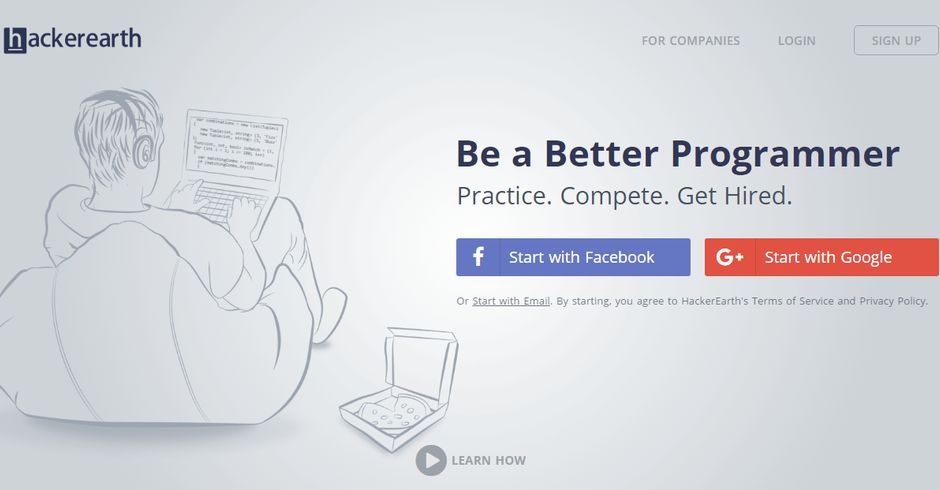 hackerearth
FOR COMPANIES LOGIN SIGN UP
Be a Better Programmer
Practice. Compete. Get Hired.
Start with Facebook
G+ Start with Google
Or Start with Email. By starting, you agree to HackerEarth's Terms of Service and Privacy Policy.
LEARN HOW